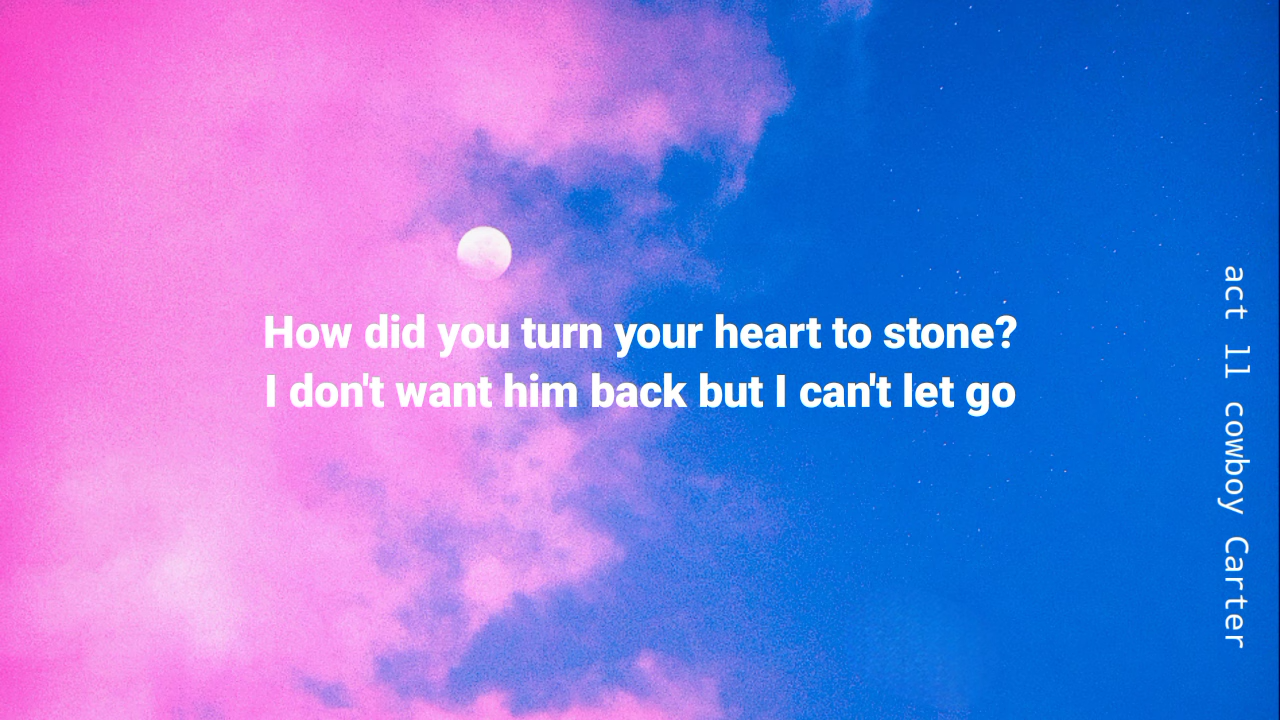 How did you turn your heart to stone?
I don't want him back but I can't let go
act ll cowboy Carter